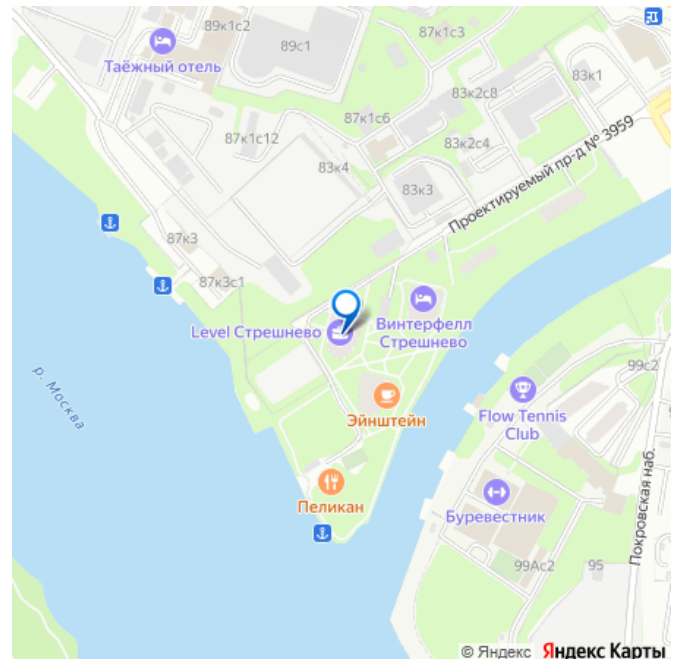 89к1с2
Таёжный отель
89с1
87к1с3
83к1
83к2с8
87к1с6
87к1с12
83к2с4
83к4
83к3
Проектируемый пр-д № 3959
87к3
87к3с1
Level Стрешнево
Винтерфелл
Стрешнево
р. Москва
99с2
Эйнштейн
Flow Tennis
Club
Пеликан
Буревестник
Покровская наб.
99Ас2
95
© Яндекс Яндекс Карты